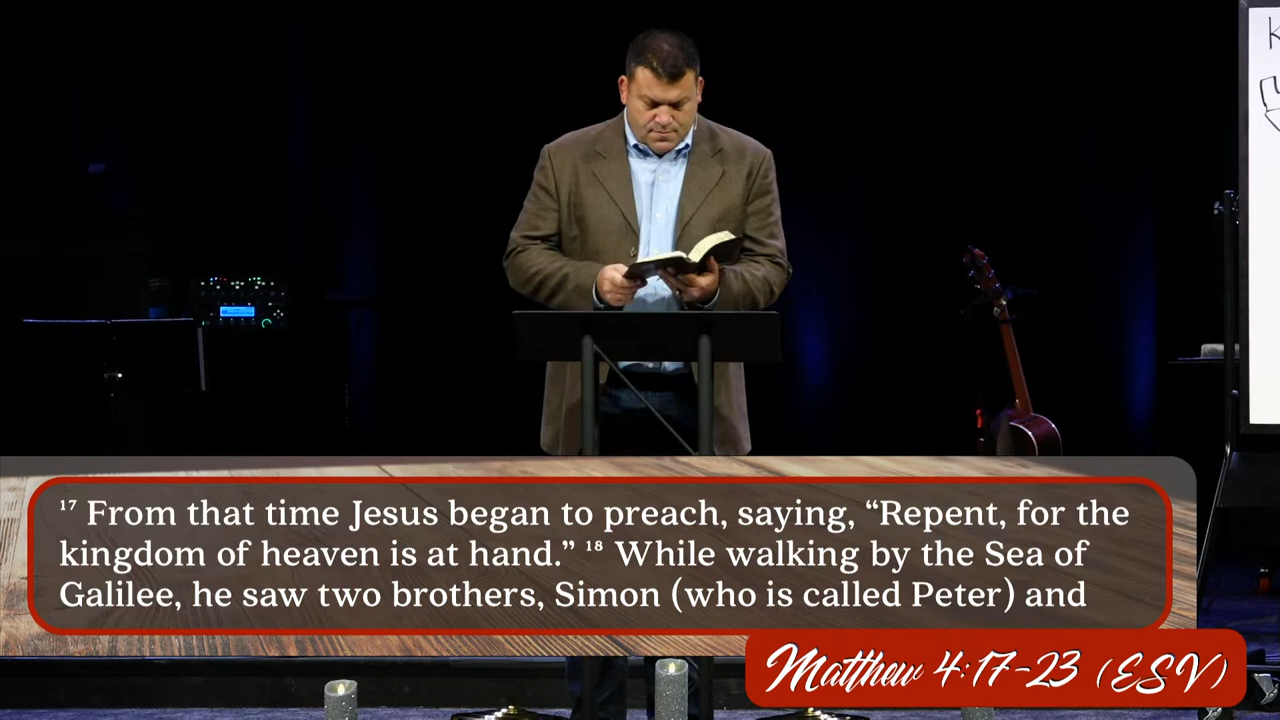 ¹⁷ From that time Jesus began to preach, saying, “Repent, for the
kingdom of heaven is at hand.” ¹⁸ While walking by the Sea of
Galilee, he saw two brothers, Simon (who is called Peter) and
Matthew 4:17-23 (ESV)
K